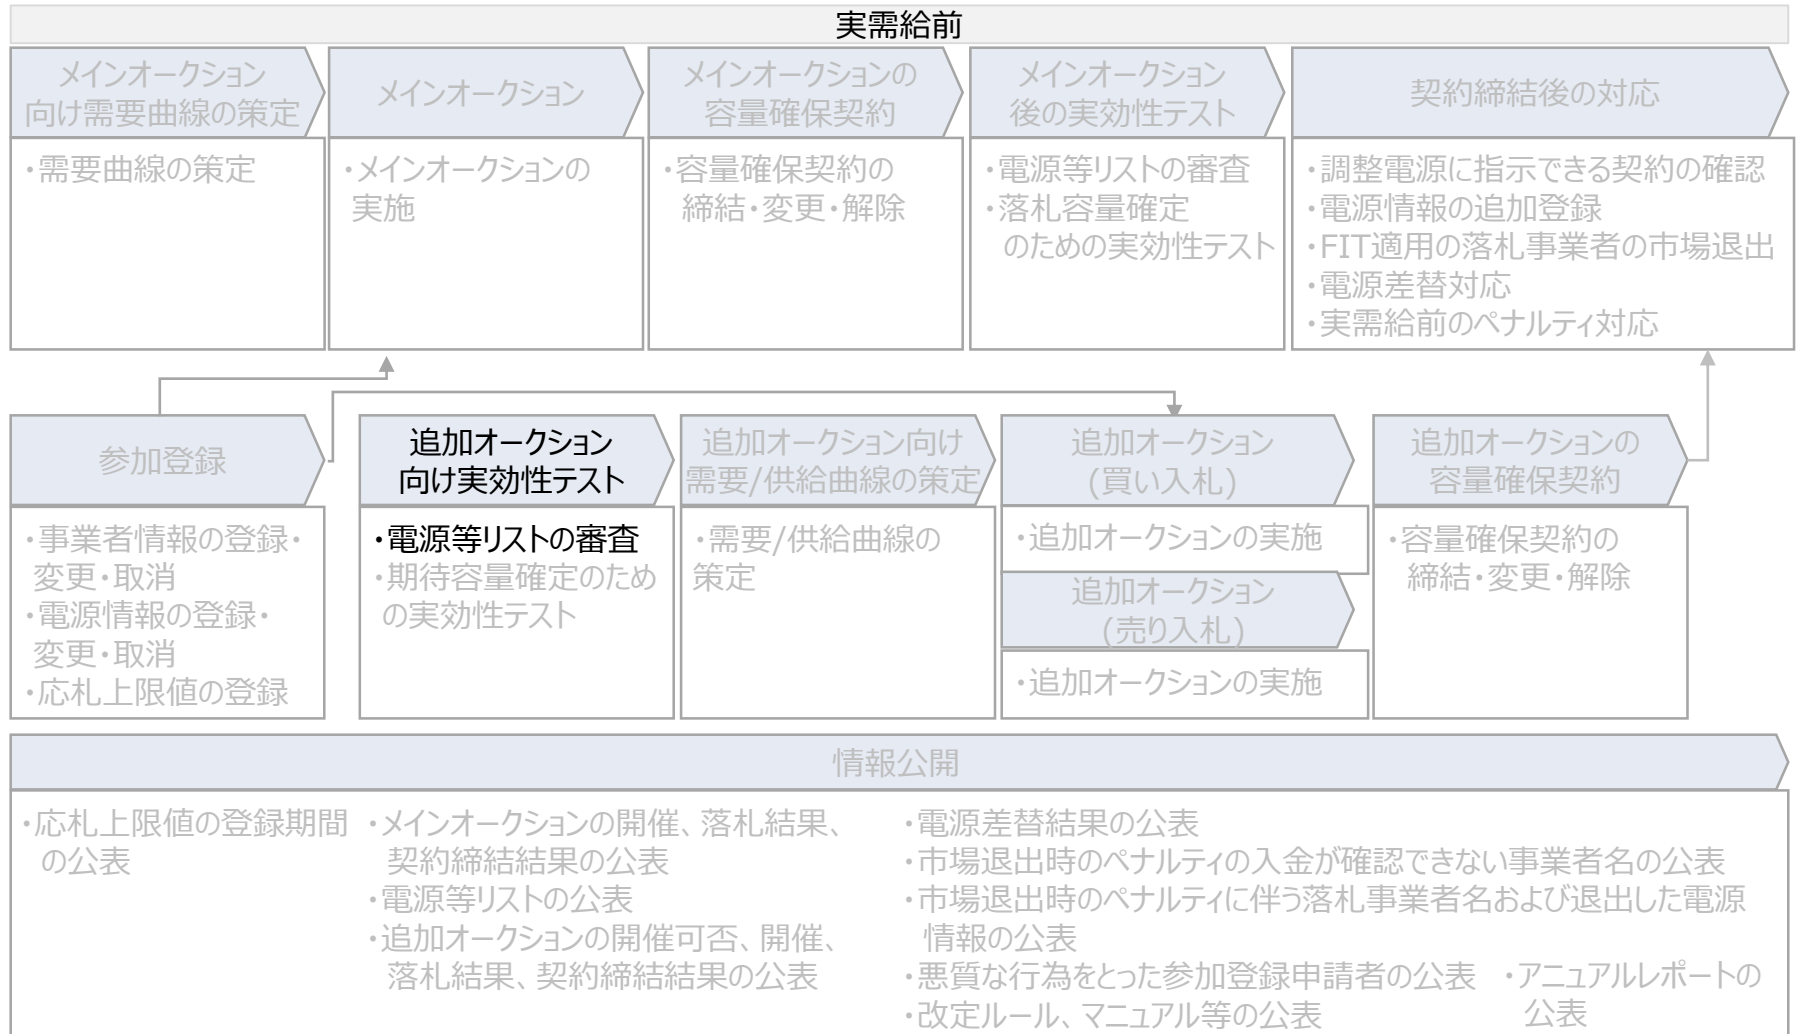 実需給前
メインオークション
向け需要曲線の策定
メインオークション
メインオークションの
容量確保契約
メインオークション
後の実効性テスト
契約締結後の対応
・需要曲線の策定
・メインオークションの
実施
・容量確保契約の
締結・変更・解除
・電源等リストの審査
・落札容量確定
のための実効性テスト
・調整電源に指示できる契約の確認
・電源情報の追加登録
・FIT適用の落札事業者の市場退出
・電源差替対応
・実需給前のペナルティ対応
参加登録
追加オークション
向け実効性テスト
追加オークション向け
需要/供給曲線の策定
追加オークション
(買い入札)
追加オークションの
容量確保契約
・事業者情報の登録・
変更・取消
・電源情報の登録・
変更・取消
・応札上限値の登録
・電源等リストの審査
・期待容量確定のため
の実効性テスト
・需要/供給曲線の
策定
・追加オークションの実施
追加オークション
(売り入札)
・追加オークションの実施
・容量確保契約の
締結・変更・解除
情報公開
・応札上限値の登録期間
の公表
・メインオークションの開催、落札結果、
契約締結結果の公表
・電源等リストの公表
・追加オークションの開催可否、開催、
落札結果、契約締結結果の公表
・電源差替結果の公表
・市場退出時のペナルティの入金が確認できない事業者名の公表
・市場退出時のペナルティに伴う落札事業者名および退出した電源
情報の公表
・悪質な行為をとった参加登録申請者の公表
・改定ルール、マニュアル等の公表
・アニュアルレポートの
公表